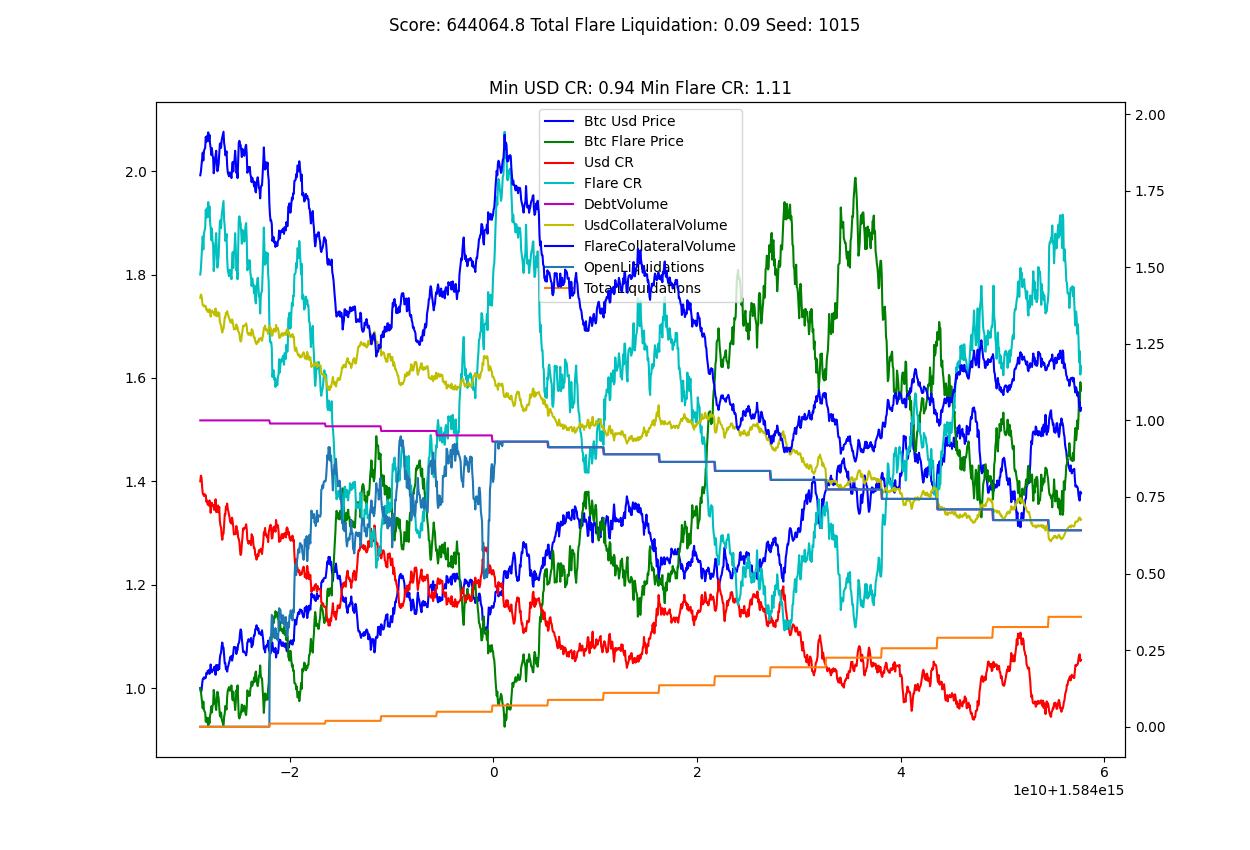 Score: 644064.8 Total Flare Liquidation: 0.09 Seed: 1015
Min USD CR: 0.94 Min Flare CR: 1.11
Btc Usd Price
Btc Flare Price
Usd CR
Flare CR
DebtVolume
UsdCollateralVolume
FlareCollateralVolume
OpenLiquidations
TotalLiquidations
2.0
1.8
1.6
1.4
1.2
1.0
2.00
1.75
1.50
1.25
1.00
0.75
0.50
0.25
0.00
−2
0
2
4
6
1e10+1.584e15